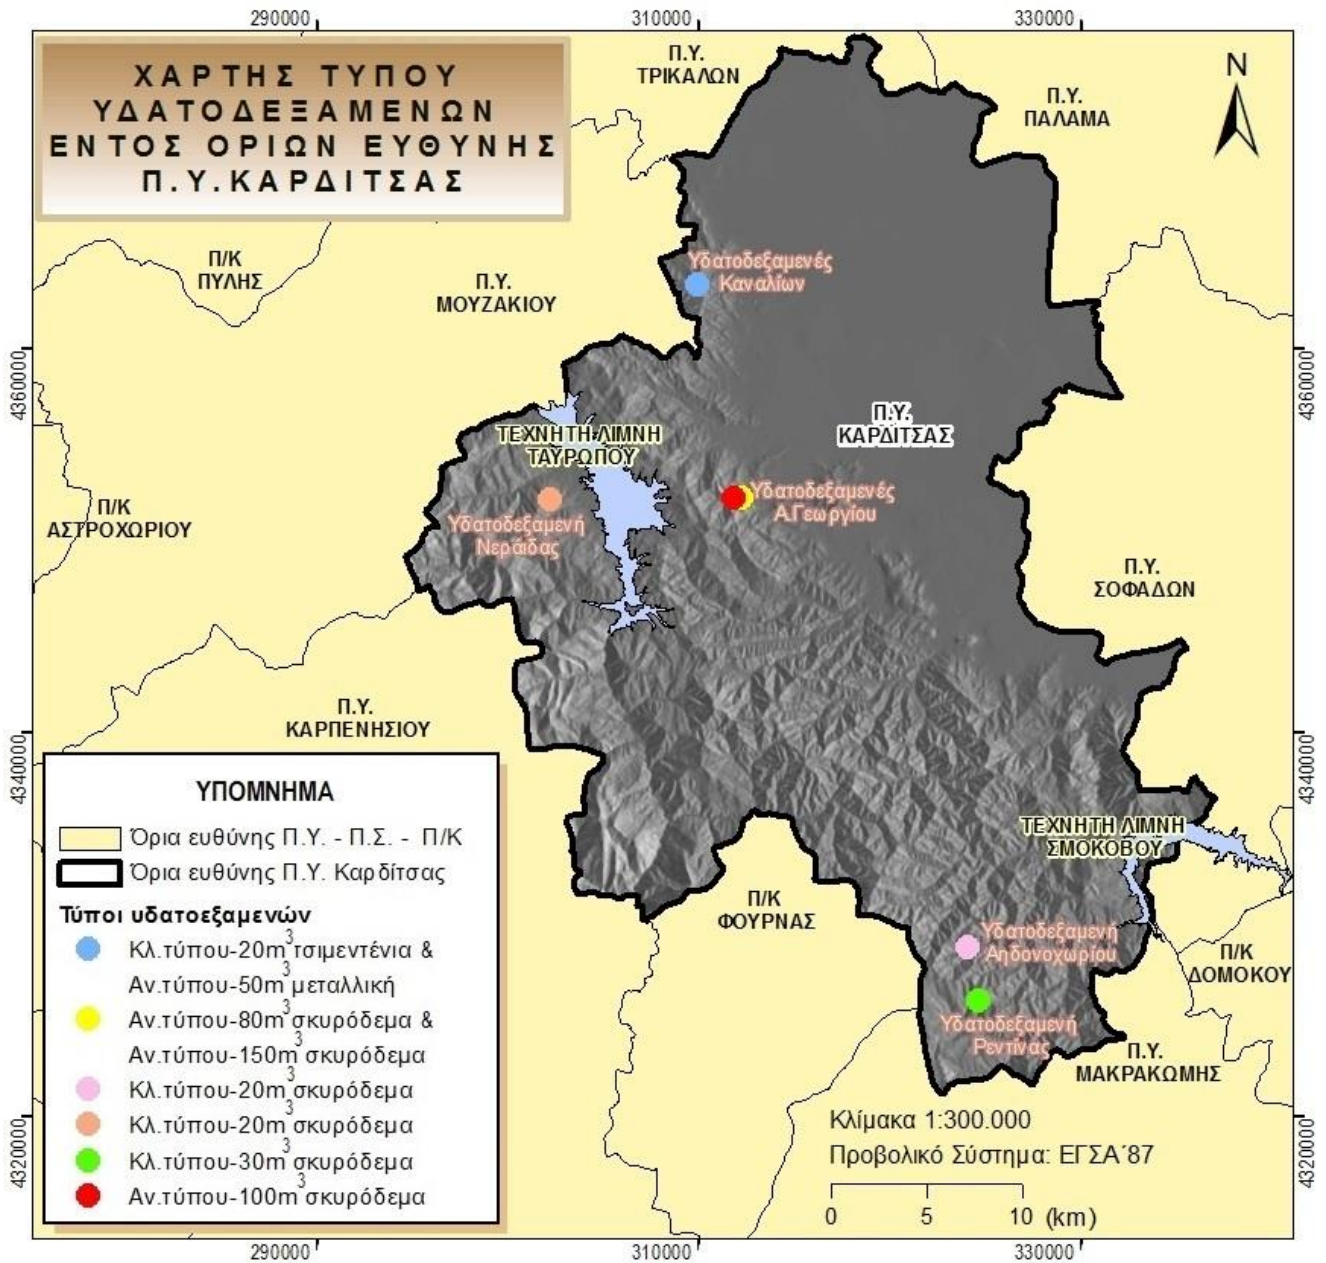 290000
310000
330000
ΧΑΡΤΗΣ ΤΥΠΟΥ
ΥΔΑΤΟΔΕΞΑΜΕΝΩΝ
ΕΝΤΟΣ ΟΡΙΩΝ ΕΥΘΥΝΗΣ
Π.Υ.ΚΑΡΔΙΤΣΑΣ
Π.Υ.
ΤΡΙΚΑΛΩΝ
Π.Υ.
ΠΑΛΑΜΑ
N
Π/Κ
ΠΥΛΗΣ
Π.Υ.
ΜΟΥΖΑΚΙΟΥ
Υδατοδεξαμενές
Καναλίων
4360000
4360000
Π.Υ.
ΚΑΡΔΙΤΣΑΣ
ΤΕΧΝΗΤΗ ΛΙΜΝΗ
ΤΑΥΡΩΠΟΥ
Π/Κ
ΑΣΤΡΟΧΩΡΙΟΥ
Υδατοδεξαμενή
Νεράιδας
Υδατοδεξαμενές
Α.Γεωργίου
Π.Υ.
ΣΟΦΑΔΩΝ
Π.Υ.
ΚΑΡΠΕΝΗΣΙΟΥ
4340000
4340000
ΤΕΧΝΗΤΗ ΛΙΜΝΗ
ΣΜΟΚΟΒΟΥ
Π/Κ
ΦΟΥΡΝΑΣ
Υδατοδεξαμενή
Αηδονοχωρίου
Π/Κ
ΔΟΜΟΚΟΥ
Υδατοδεξαμενή
Ρεντίνας
Π.Υ.
ΜΑΚΡΑΚΩΜΗΣ
ΥΠΟΜΝΗΜΑ
Όρια ευθύνης Π.Υ. - Π.Σ. - Π/Κ
Όρια ευθύνης Π.Υ. Καρδίτσας
Τύποι υδατοεξαμενών
Κλ.τύπου-20m³ τσιμεντένια &
Αν.τύπου-50m³ μεταλλική
Αν.τύπου-80m³ σκυρόδεμα &
Αν.τύπου-150m³ σκυρόδεμα
Κλ.τύπου-20m³ σκυρόδεμα
Κλ.τύπου-20m³ σκυρόδεμα
Κλ.τύπου-30m³ σκυρόδεμα
Αν.τύπου-100m³ σκυρόδεμα
Κλίμακα 1:300.000
Προβολικό Σύστημα: ΕΓΣΑ΄87
0 5 10 (km)
4320000
4320000
290000
310000
330000